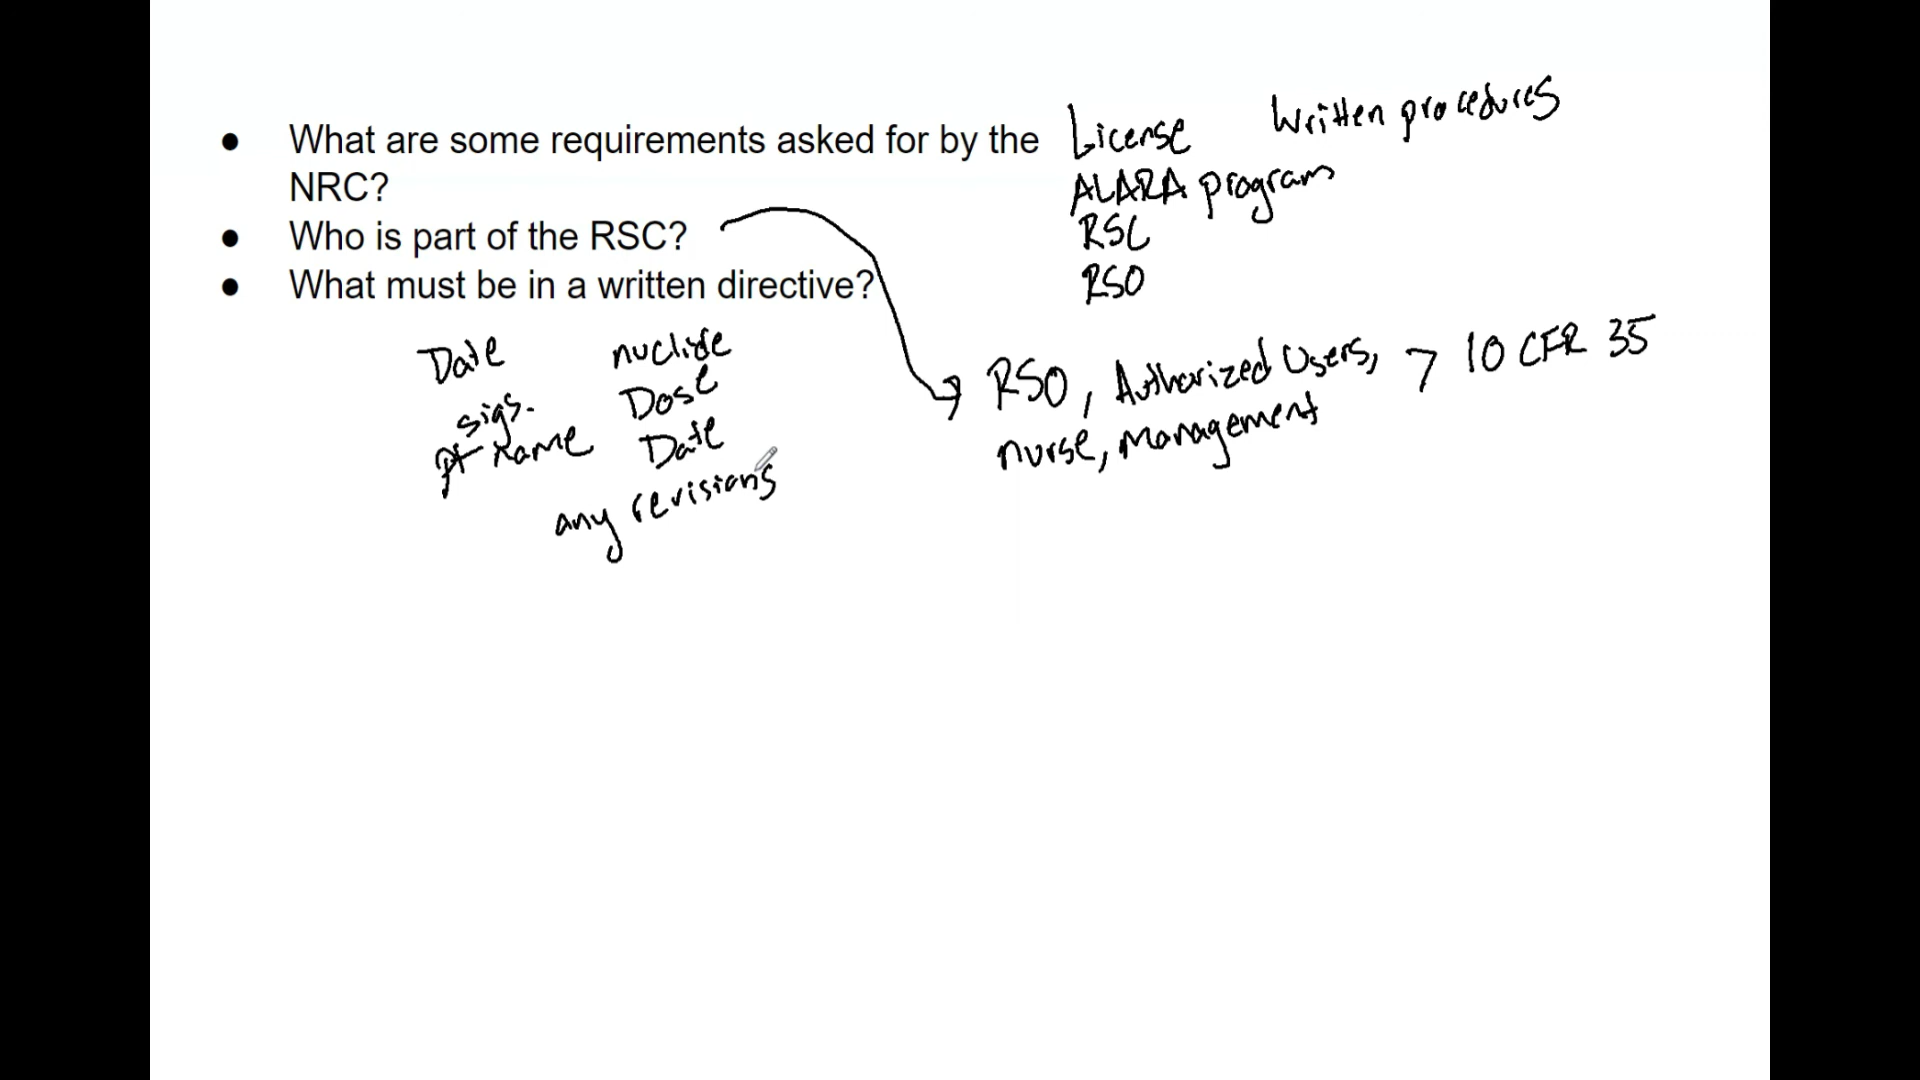 ● What are some requirements asked for by the
NRC?
● Who is part of the RSC?
● What must be in a written directive?
License
Written procedures
ALARA program
RSC
RSO
RSO, Authorized Users, > 10 CFR 35
nurse, management
Date
sigs.
pt name
nuclide
Dose
Date
any revisions